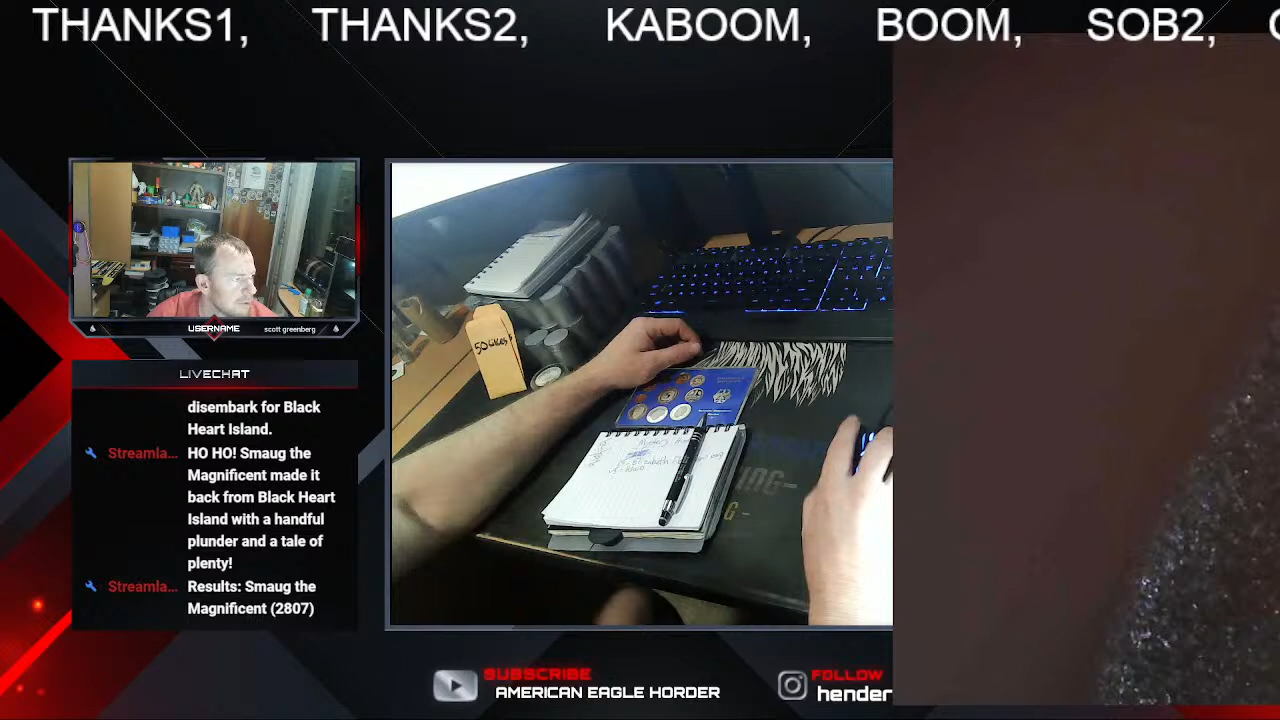 THANKS1, THANKS2, KABOOM, BOOM, SOB2,
50
USERNAME
scott greenberg
LIVECHAT
disembark for Black
Heart Island.
Streamla... HO HO! Smaug the
Magnificent made it
back from Black Heart
Island with a handful
plunder and a tale of
plenty!
Streamla... Results: Smaug the
Magnificent (2807)
SUBSCRIBE
AMERICAN EAGLE HORDER
FOLLOW
hender